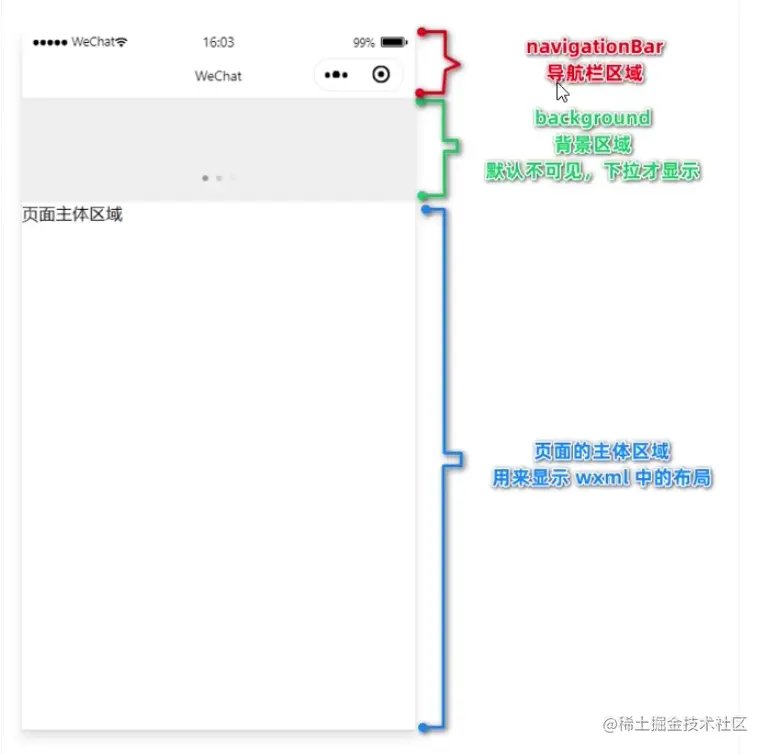 WeChat
16:03
99%
WeChat
页面主体区域
navigationBar
导航栏区域
background
背景区域
默认不可见，下拉才显示
页面的主体区域
用来显示 wxml 中的布局
@稀土掘金技术社区